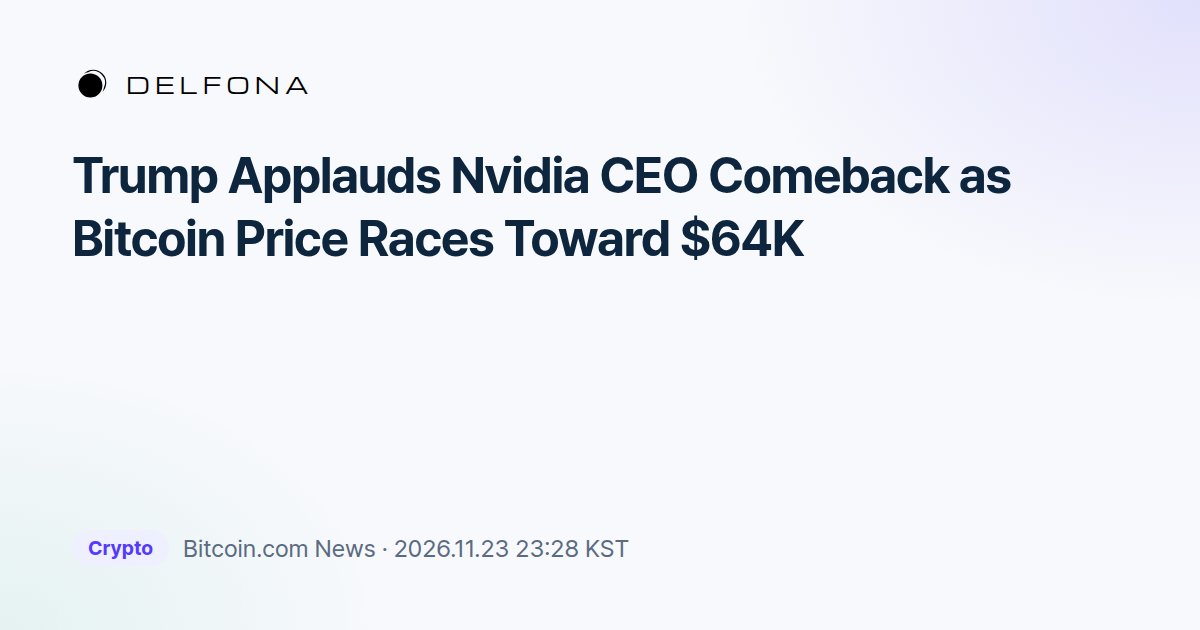 DELFONA
Trump Applauds Nvidia CEO Comeback as
Bitcoin Price Races Toward $64K
Crypto Bitcoin.com News · 2026.11.23 23:28 KST